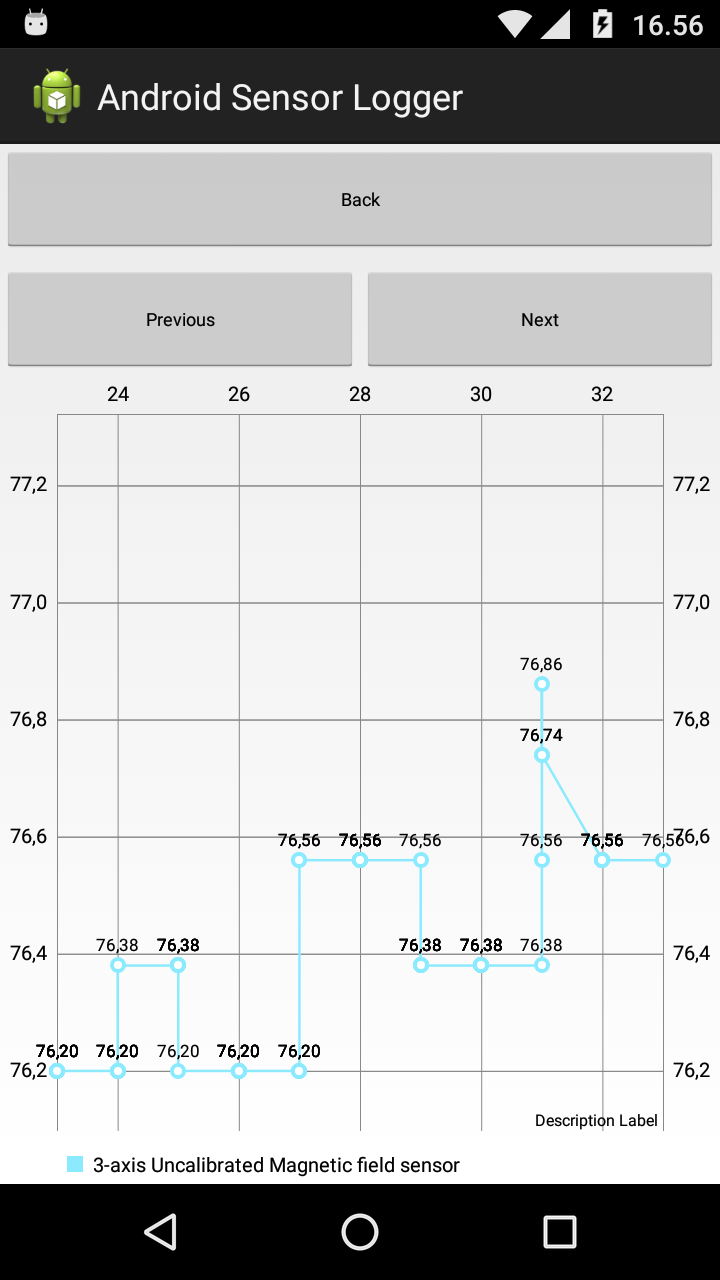 16.56
Android Sensor Logger
Back
Previous Next
24 26 28 30 32
77,2 77,2
77,0 77,0
76,86
76,8 76,8
76,74
76,56 76,56 76,56 76,56 76,56 76,56 76,6
76,6
76,38 76,38 76,38 76,38 76,38
76,4 76,4
76,20 76,20 76,20 76,20 76,20
76,2 76,2
Description Label
3-axis Uncalibrated Magnetic field sensor